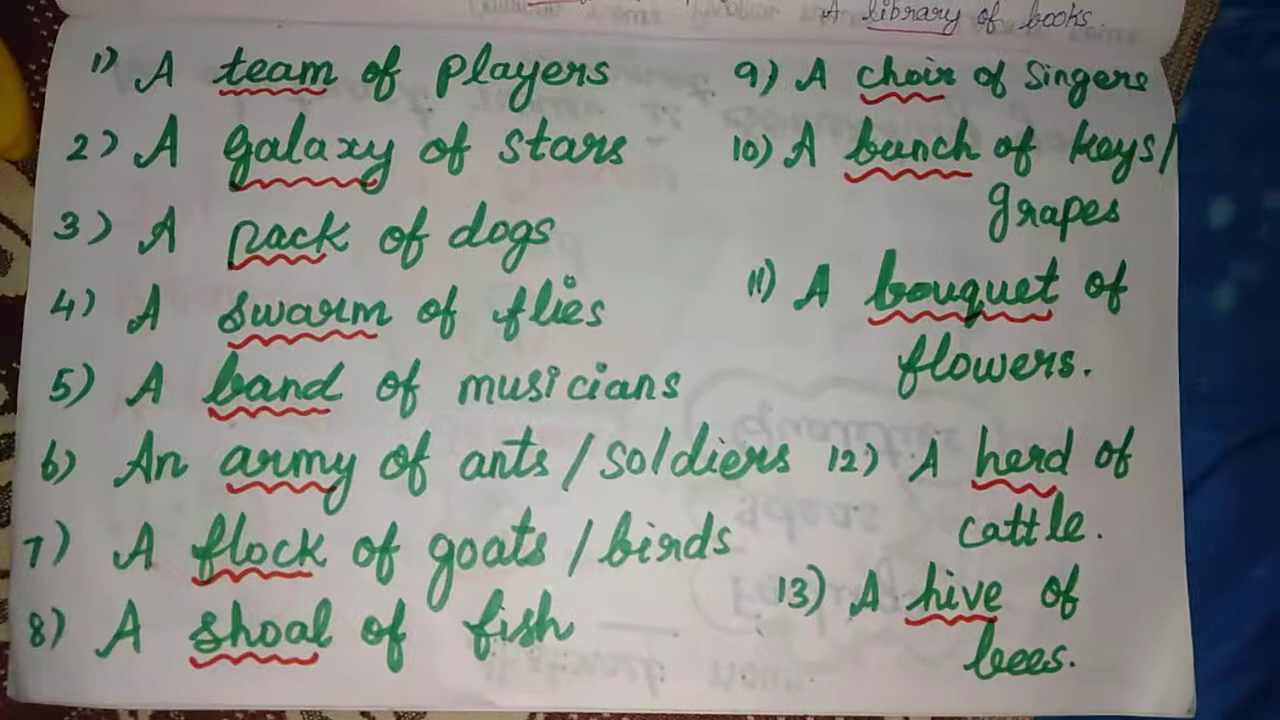 A library of books.
1) A team of players
2) A galaxy of stars
3) A pack of dogs
4) A swarm of flies
5) A band of musicians
6) An army of ants / soldiers
7) A flock of goats / birds
8) A shoal of fish
9) A choir of singers
10) A bunch of keys/
grapes
11) A bouquet of
flowers.
12) A herd of
cattle.
13) A hive of
bees.